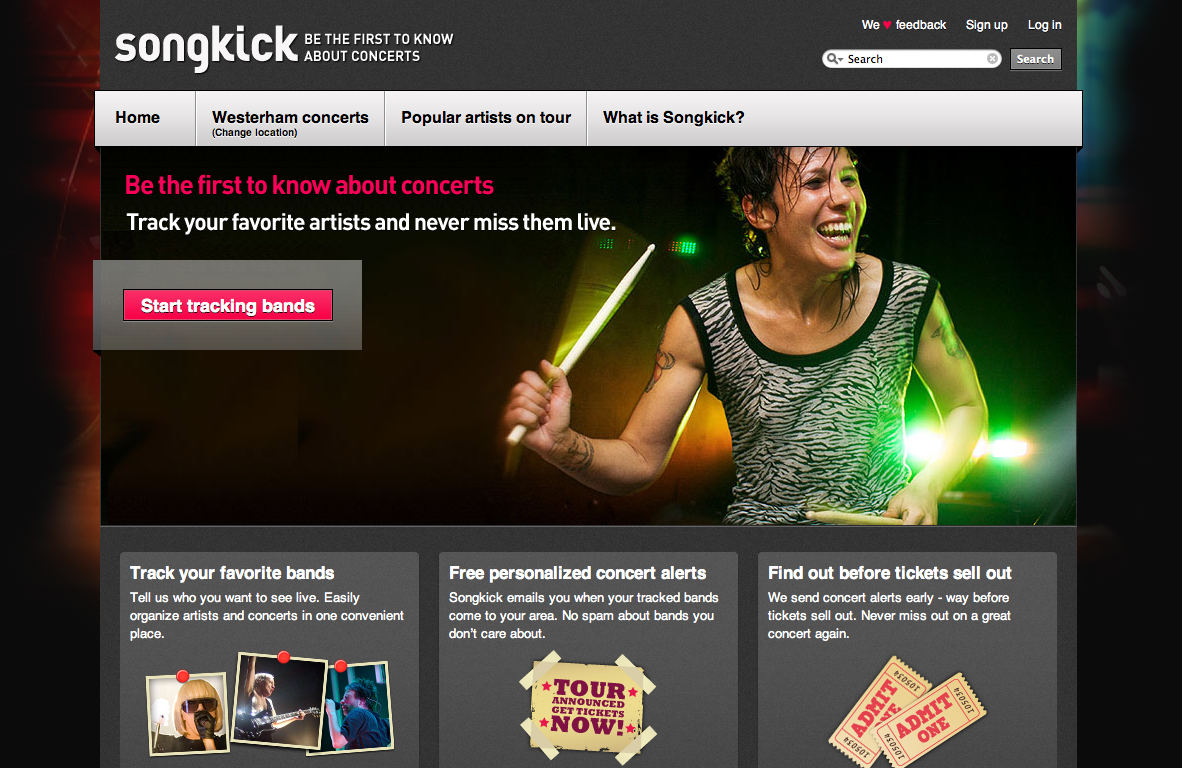 songkick BE THE FIRST TO KNOW
ABOUT CONCERTS
We ♥ feedback Sign up Log in
Search Search
Home Westerham concerts Popular artists on tour What is Songkick?
(Change location)
Be the first to know about concerts
Track your favorite artists and never miss them live.
Start tracking bands
Track your favorite bands
Tell us who you want to see live. Easily
organize artists and concerts in one convenient
place.
Free personalized concert alerts
Songkick emails you when your tracked bands
come to your area. No spam about bands you
don't care about.
TOUR
ANNOUNCED
GET TICKETS
NOW!
Find out before tickets sell out
We send concert alerts early - way before
tickets sell out. Never miss out on a great
concert again.
105034
ADMIT
ONE
105034
105034
ADMIT
ONE
105034